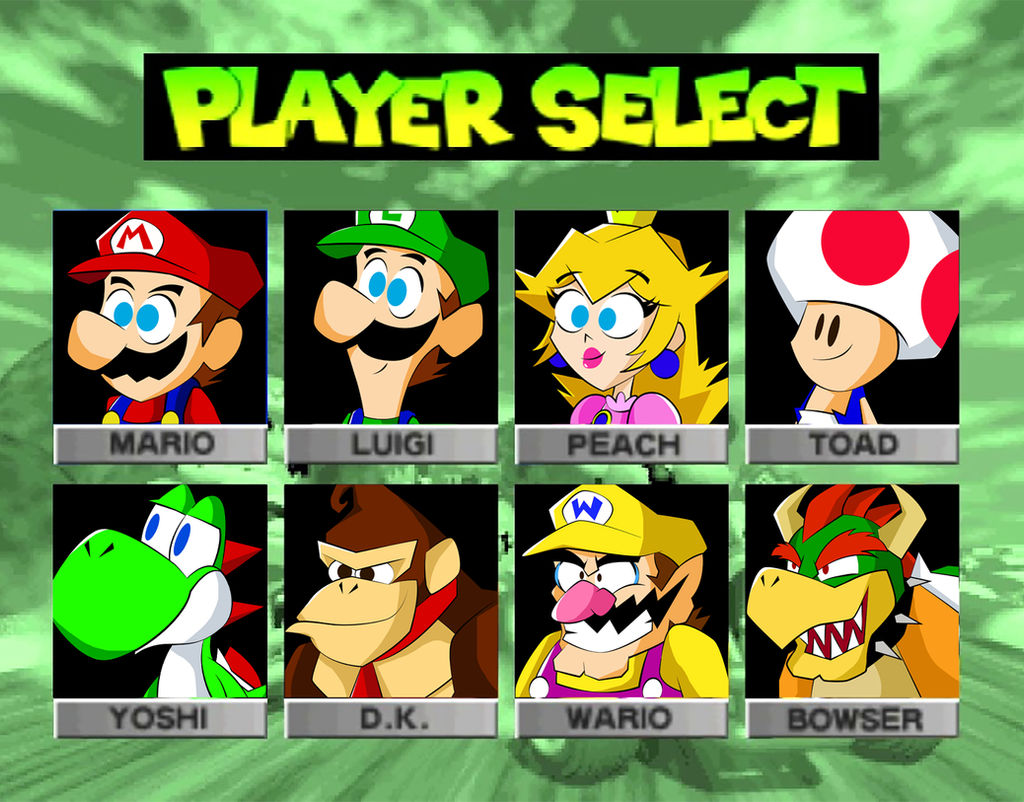 PLAYER SELECT
M
L
MARIO
LUIGI
PEACH
TOAD
W
YOSHI
D.K.
WARIO
BOWSER